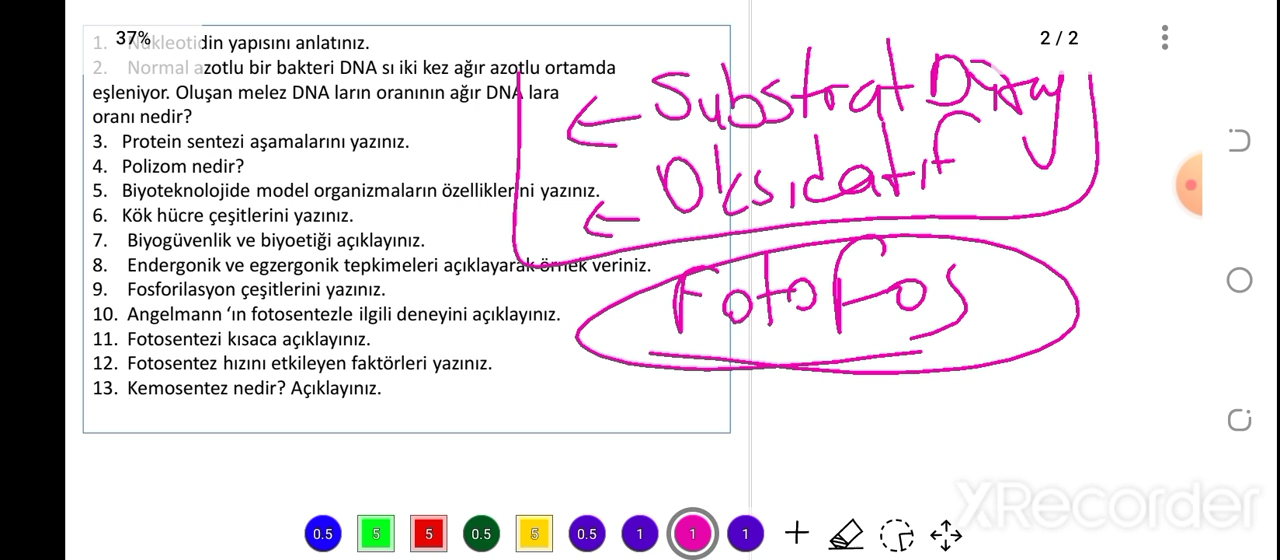 37%
2 / 2
1. Nükleotidin yapısını anlatınız.
2. Normal azotlu bir bakteri DNA sı iki kez ağır azotlu ortamda
eşleniyor. Oluşan melez DNA ların oranının ağır DNA lara
oranı nedir?
3. Protein sentezi aşamalarını yazınız.
4. Polizom nedir?
5. Biyoteknolojide model organizmaların özelliklerini yazınız.
6. Kök hücre çeşitlerini yazınız.
7. Biyogüvenlik ve biyoetiği açıklayınız.
8. Endergonik ve egzergonik tepkimeleri açıklayarak örnek veriniz.
9. Fosforilasyon çeşitlerini yazınız.
10. Angelmann ‘ın fotosentezle ilgili deneyini açıklayınız.
11. Fotosentezi kısaca açıklayınız.
12. Fotosentez hızını etkileyen faktörleri yazınız.
13. Kemosentez nedir? Açıklayınız.
Substrat
Oksidatif
Fotofos
0.5 5 5 0.5 5 0.5 1 1 1
XRecorder